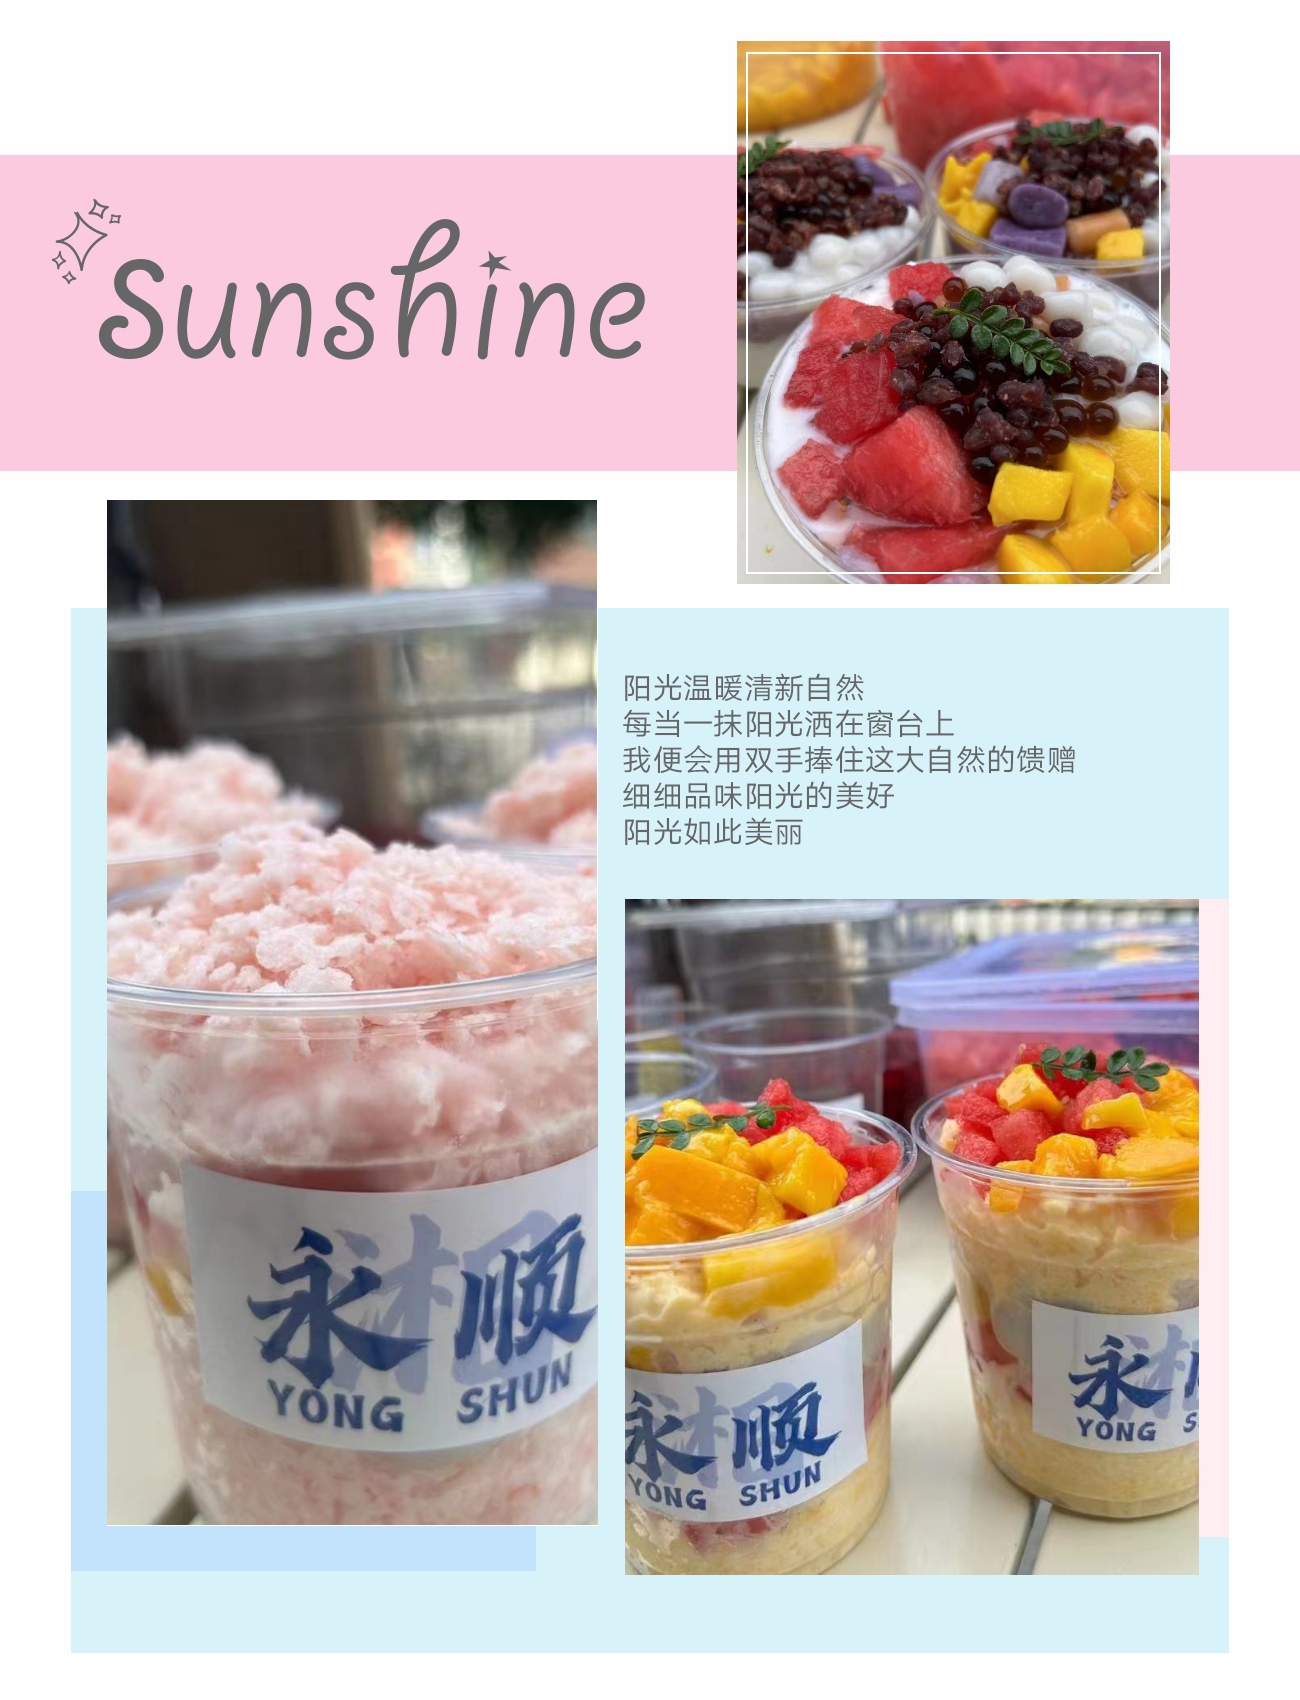 Sunshine
阳光温暖清新自然
每当一抹阳光洒在窗台上
我便会用双手捧住这大自然的馈赠
细细品味阳光的美好
阳光如此美丽
永顺
YONG SHUN
永顺
YONG SHUN
永
YONG S